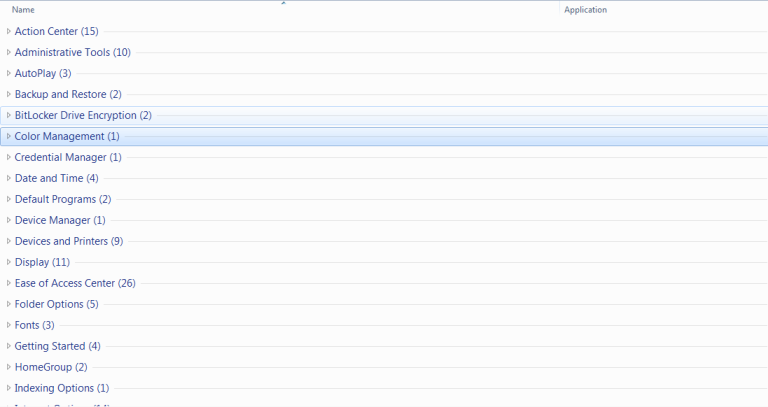 Name Application
Action Center (15)
Administrative Tools (10)
AutoPlay (3)
Backup and Restore (2)
BitLocker Drive Encryption (2)
Color Management (1)
Credential Manager (1)
Date and Time (4)
Default Programs (2)
Device Manager (1)
Devices and Printers (9)
Display (11)
Ease of Access Center (26)
Folder Options (5)
Fonts (3)
Getting Started (4)
HomeGroup (2)
Indexing Options (1)